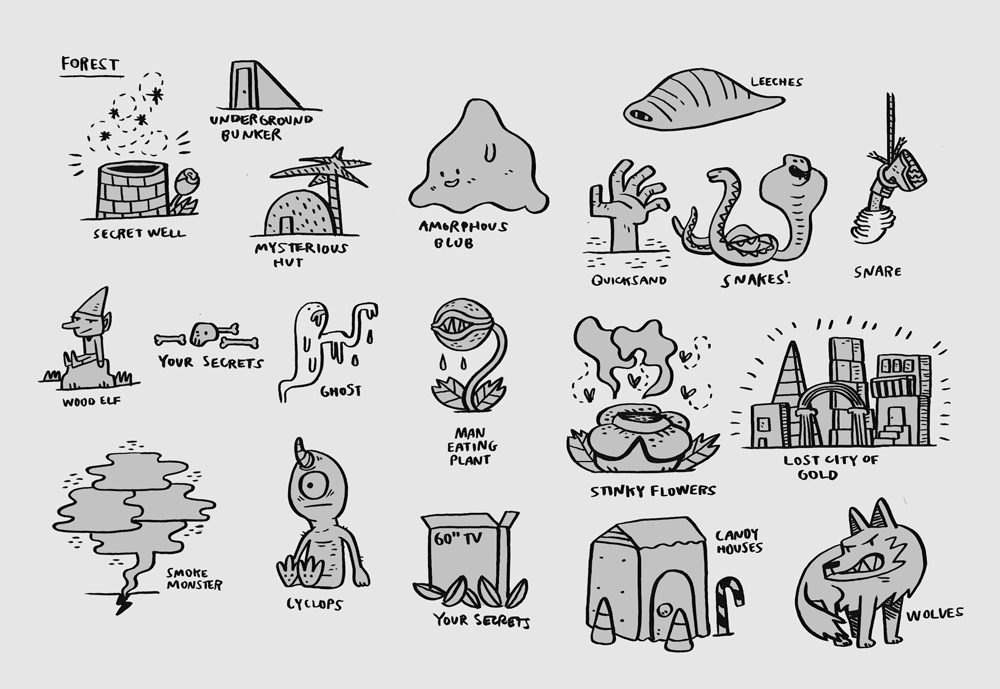 FOREST
UNDERGROUND
BUNKER
LEECHES
SECRET WELL
MYSTERIOUS
HUT
AMORPHOUS
BLOB
QUICKSAND
SNAKES!
SNARE
WOOD ELF
YOUR SECRETS
GHOST
MAN
EATING
PLANT
STINKY FLOWERS
LOST CITY OF
GOLD
SMOKE
MONSTER
CYCLOPS
60" TV
YOUR SECRETS
CANDY
HOUSES
WOLVES